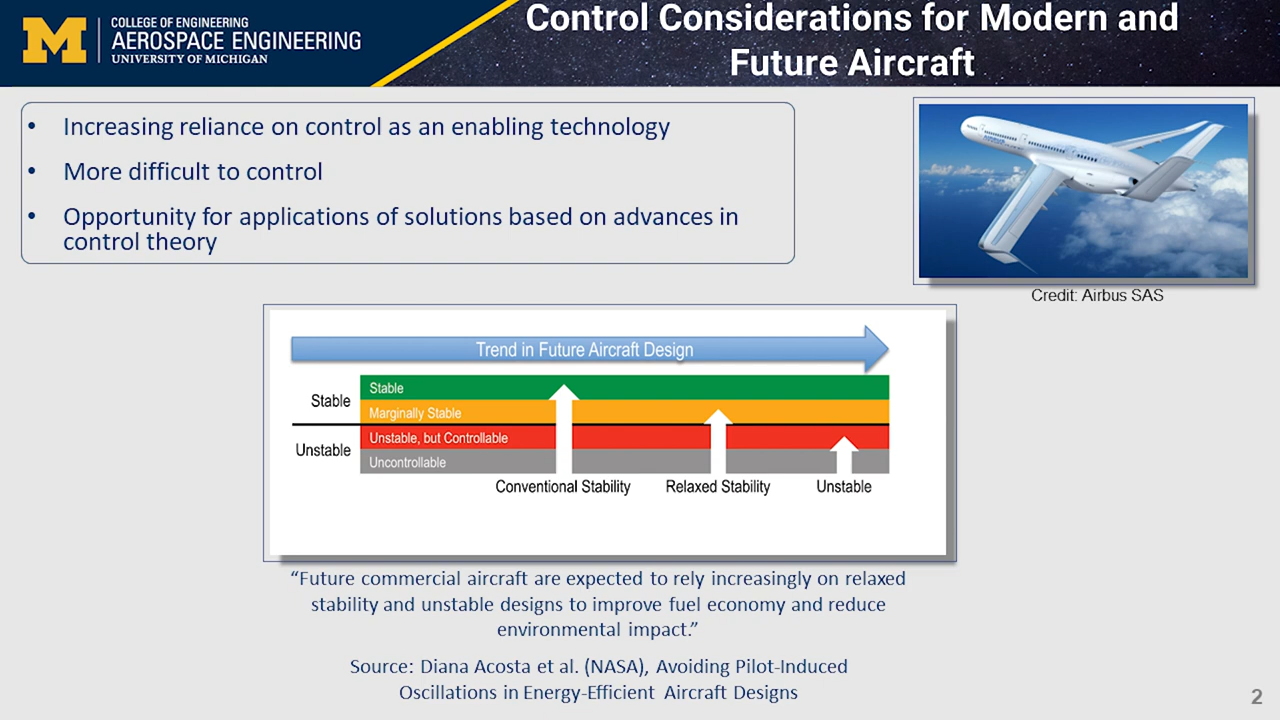 M
COLLEGE OF ENGINEERING
AEROSPACE ENGINEERING
UNIVERSITY OF MICHIGAN
Control Considerations for Modern and
Future Aircraft
• Increasing reliance on control as an enabling technology
• More difficult to control
• Opportunity for applications of solutions based on advances in
control theory
Credit: Airbus SAS
Trend in Future Aircraft Design
Stable
Unstable
Stable
Marginally Stable
Unstable, but Controllable
Uncontrollable
Conventional Stability
Relaxed Stability
Unstable
“Future commercial aircraft are expected to rely increasingly on relaxed
stability and unstable designs to improve fuel economy and reduce
environmental impact.”
Source: Diana Acosta et al. (NASA), Avoiding Pilot-Induced
Oscillations in Energy-Efficient Aircraft Designs
2